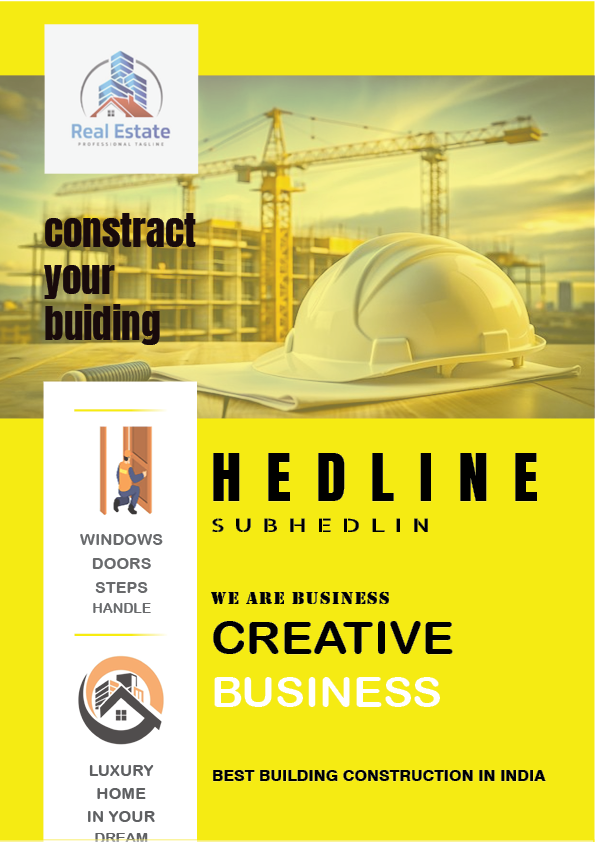 Real Estate
PROFESSIONAL TAGLINE
constract
your
buiding
HEDLINE
SUBHEDLIN
WINDOWS
DOORS
STEPS
HANDLE
WE ARE BUSINESS
CREATIVE
BUSINESS
LUXURY
HOME
IN YOUR
DREAM
BEST BUILDING CONSTRUCTION IN INDIA